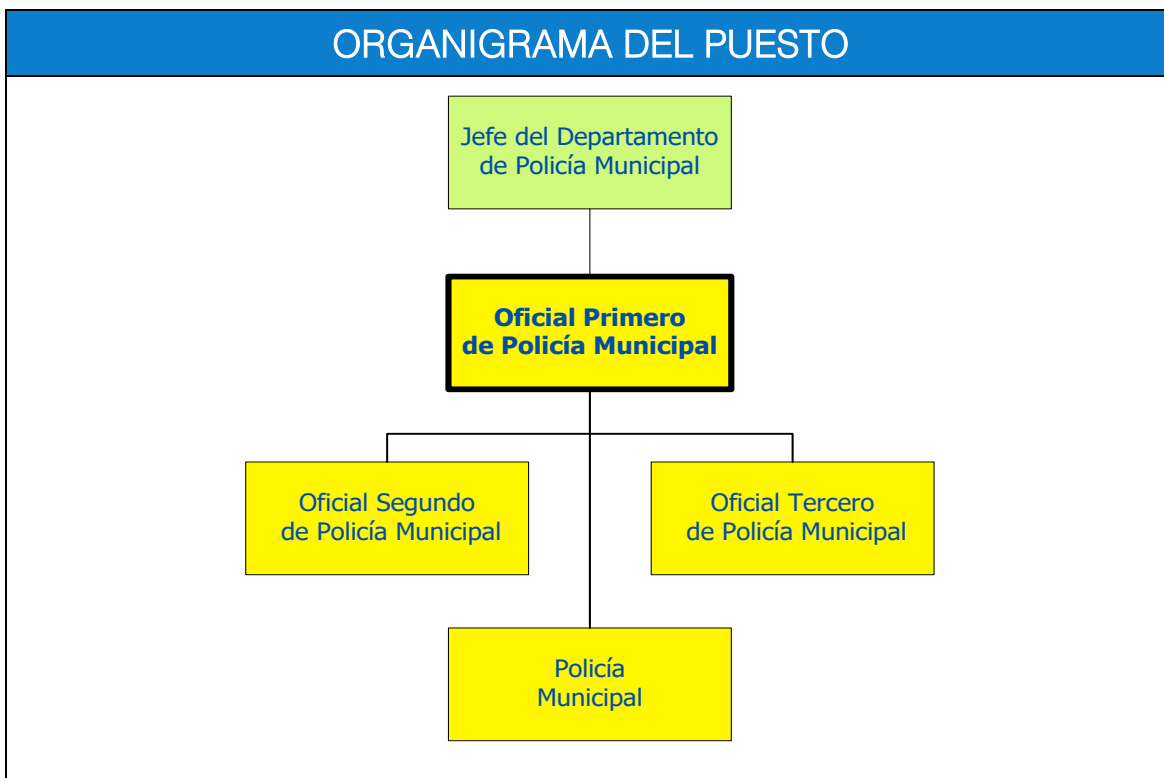 ORGANIGRAMA DEL PUESTO
Jefe del Departamento
de Policía Municipal
Oficial Primero
de Policía Municipal
Oficial Segundo
de Policía Municipal
Oficial Tercero
de Policía Municipal
Policía
Municipal